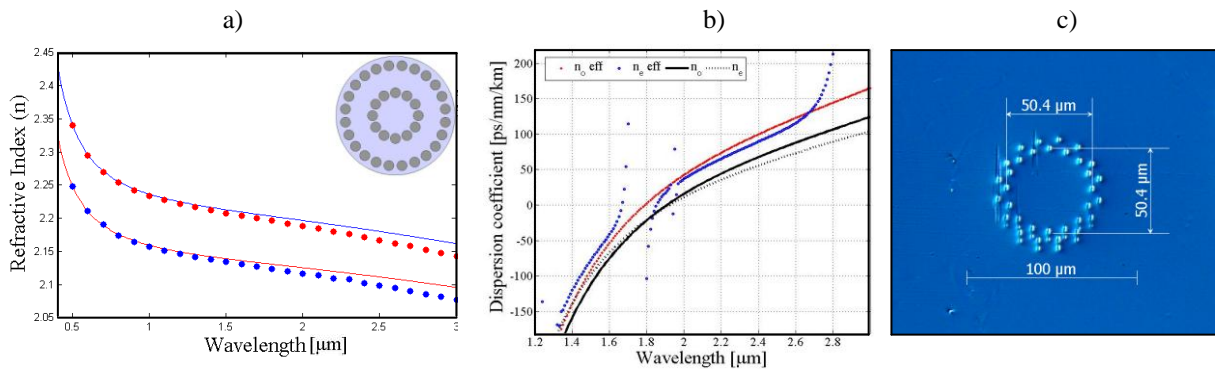 a)
b)
c)
2.45
2.4
2.35
2.3
2.25
2.2
2.15
2.1
2.05
Refractive Index (n)
0.5
1
1.5
2
2.5
3
Wavelength [μm]
200
150
100
50
0
-50
-100
-150
Dispersion coefficient [ps/nm/km]
n_o eff
n_e eff
n_o
n_e
1.2
1.4
1.6
1.8
2
2.2
2.4
2.6
2.8
Wavelength [μm]
50.4 μm
50.4 μm
100 μm